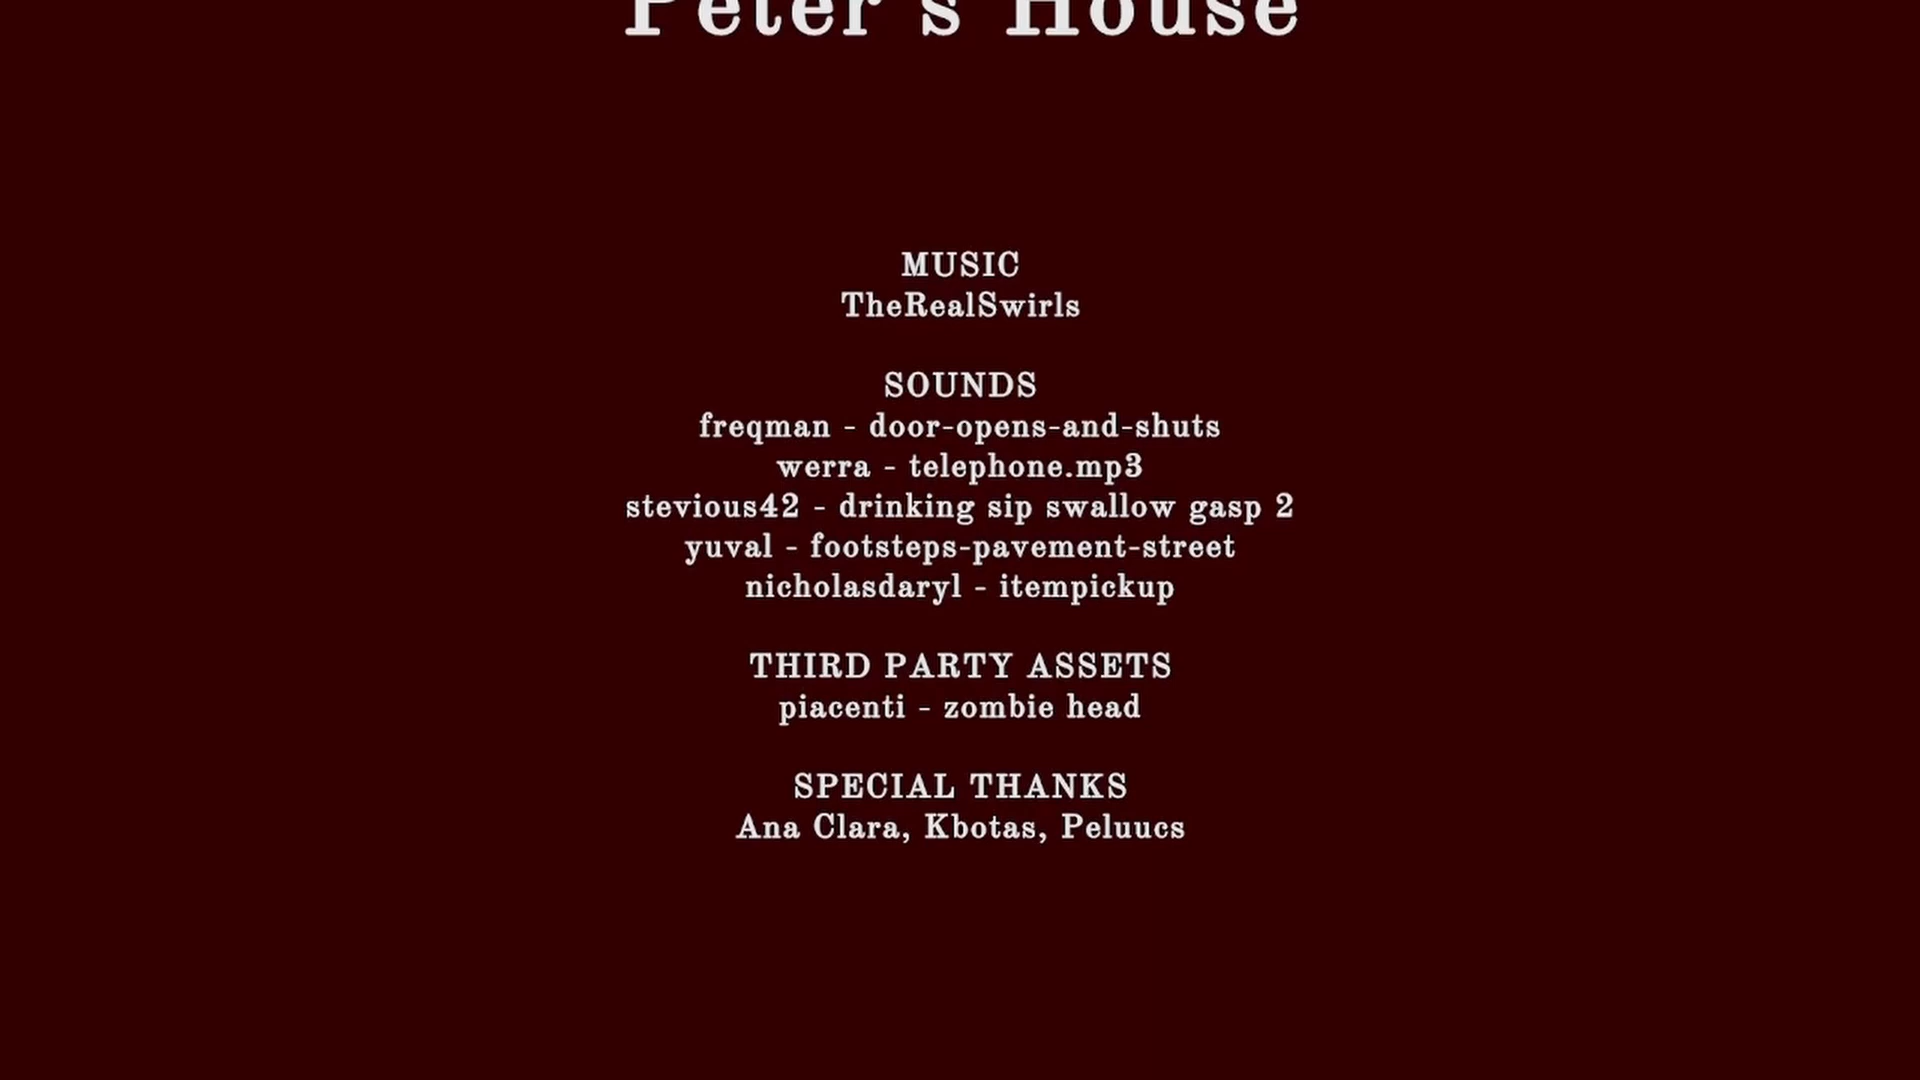 Peter's House
MUSIC
TheRealSwirls
SOUNDS
freqman - door-opens-and-shuts
werra - telephone.mp3
stevious42 - drinking sip swallow gasp 2
yuval - footsteps-pavement-street
nicholasdaryl - itempickup
THIRD PARTY ASSETS
piacenti - zombie head
SPECIAL THANKS
Ana Clara, Kbotas, Peluucs